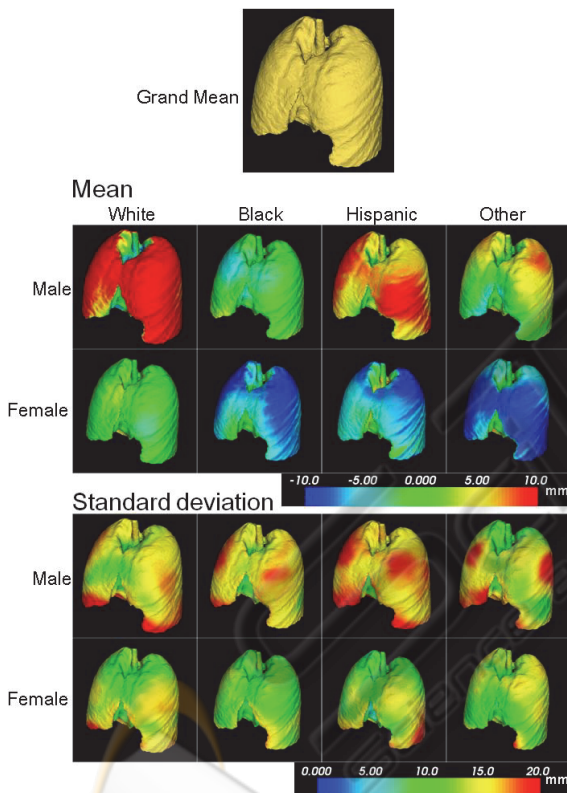 Grand Mean
Mean
White Black Hispanic Other
Male
Female
-10.0 -5.00 0.000 5.00 10.0
mm
Standard deviation
Male
Female
0.000 5.00 10.0 15.0 20.0
mm